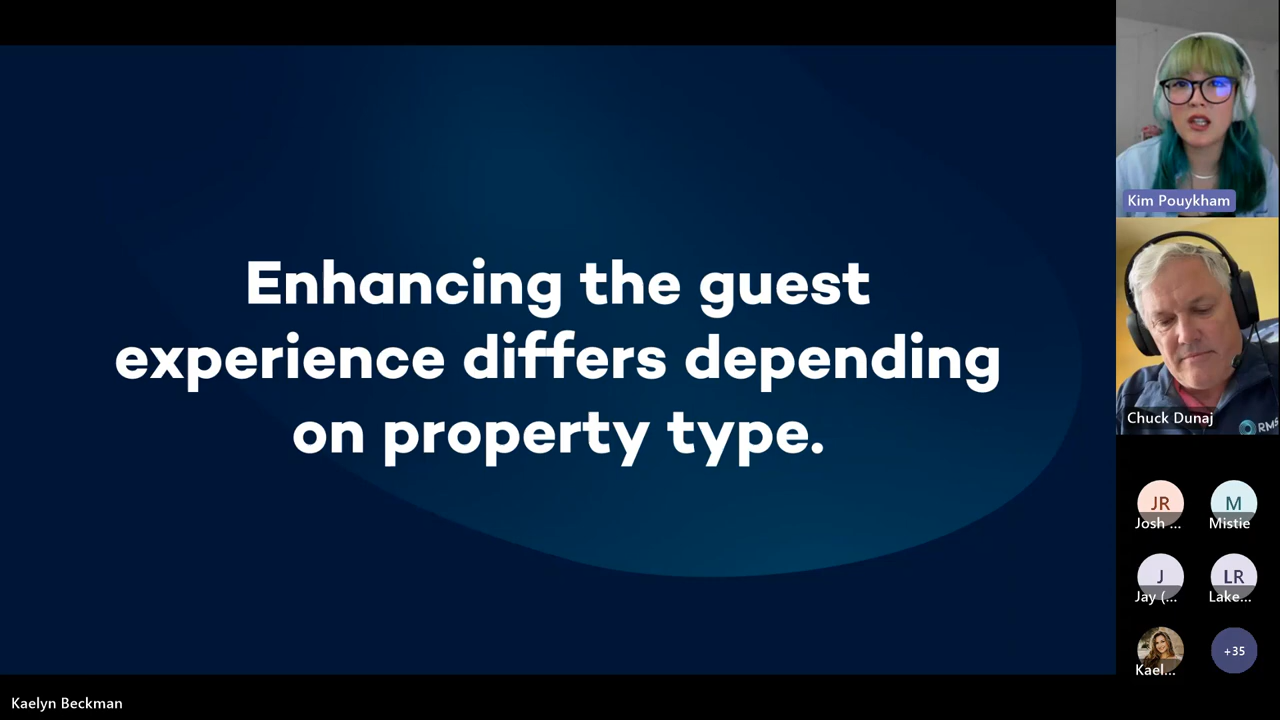 Enhancing the guest
experience differs depending
on property type.
Kim Pouykham
Chuck Dunaj
RMS
JR
Josh ...
M
Mistie
J
Jay (...
LR
Lake...
Kael...
+35
Kaelyn Beckman